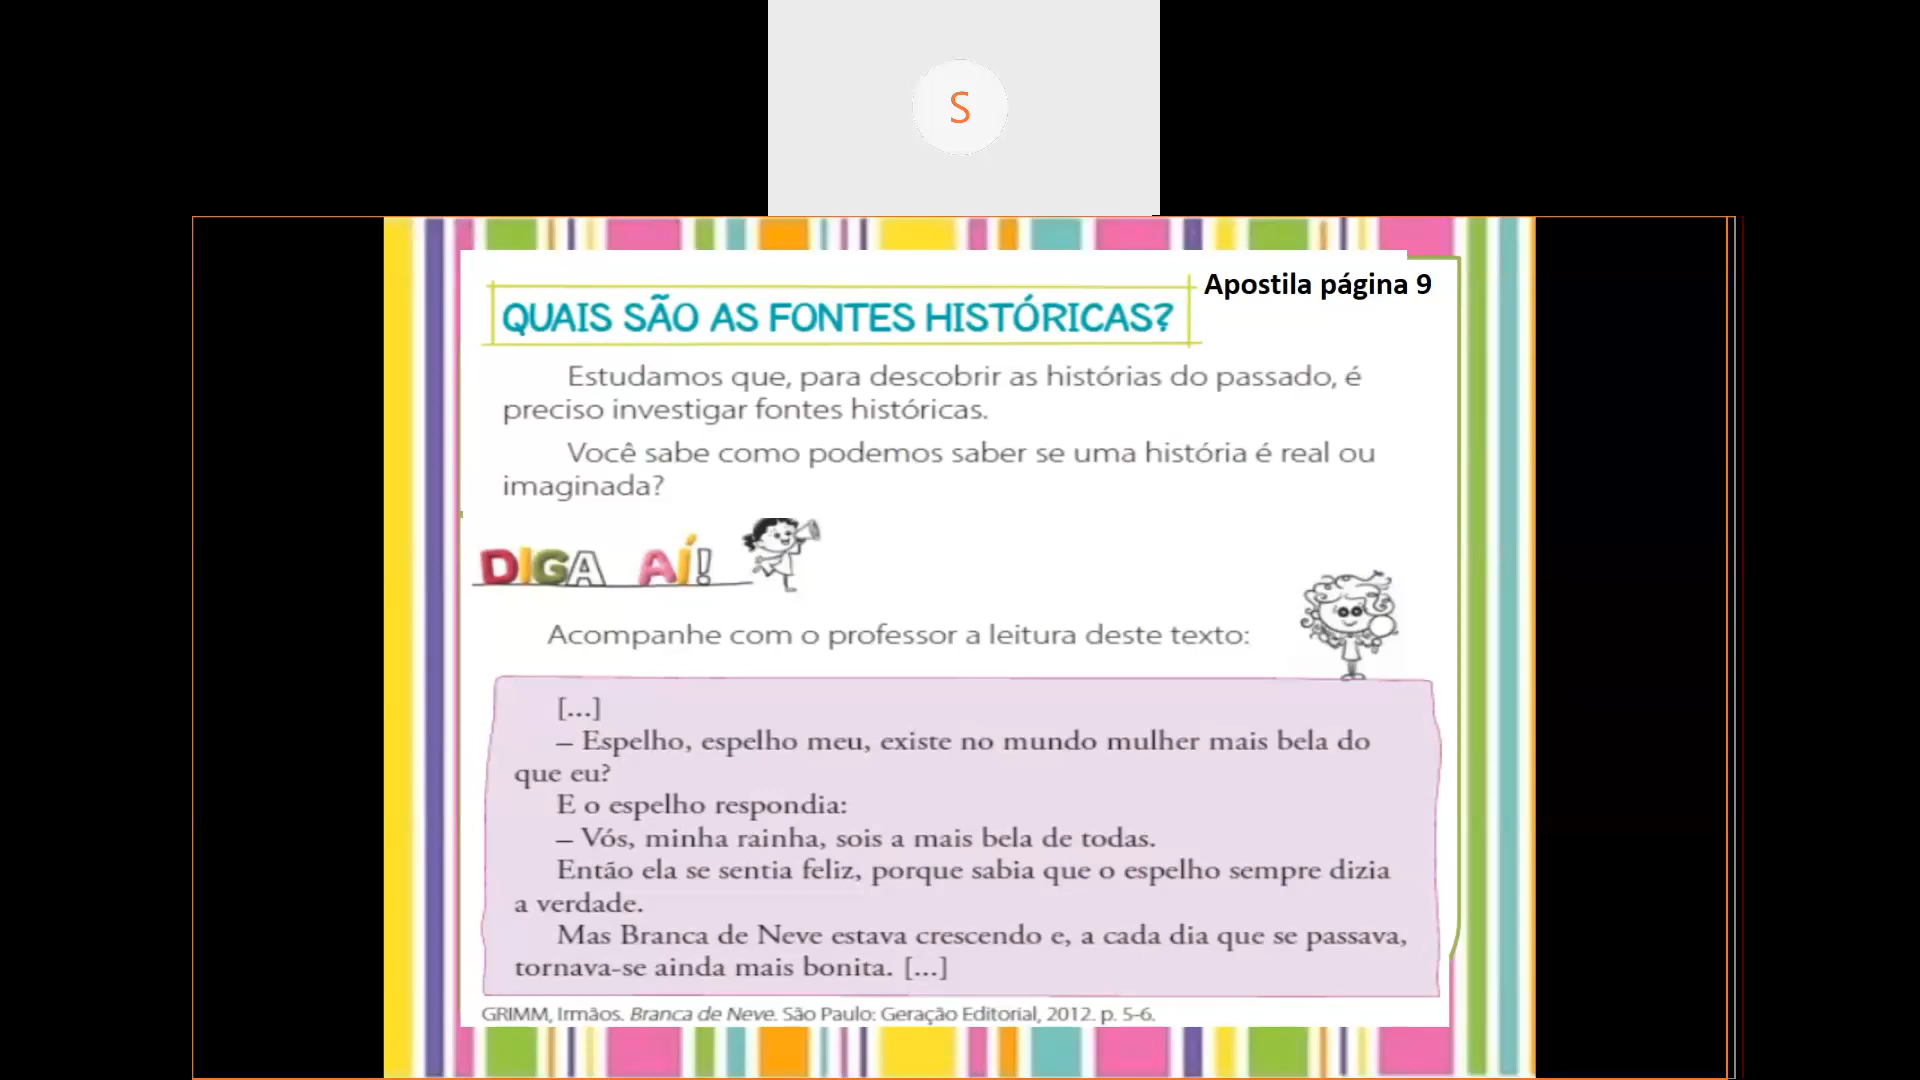 S
Apostila página 9
QUAIS SÃO AS FONTES HISTÓRICAS?
Estudamos que, para descobrir as histórias do passado, é
preciso investigar fontes históricas.
Você sabe como podemos saber se uma história é real ou
imaginada?
DIGA AÍ!
Acompanhe com o professor a leitura deste texto:
[...]
– Espelho, espelho meu, existe no mundo mulher mais bela do
que eu?
E o espelho respondia:
– Vós, minha rainha, sois a mais bela de todas.
Então ela se sentia feliz, porque sabia que o espelho sempre dizia
a verdade.
Mas Branca de Neve estava crescendo e, a cada dia que se passava,
tornava-se ainda mais bonita. [...]
GRIMM, Irmãos. Branca de Neve. São Paulo: Geração Editorial, 2012. p. 5-6.